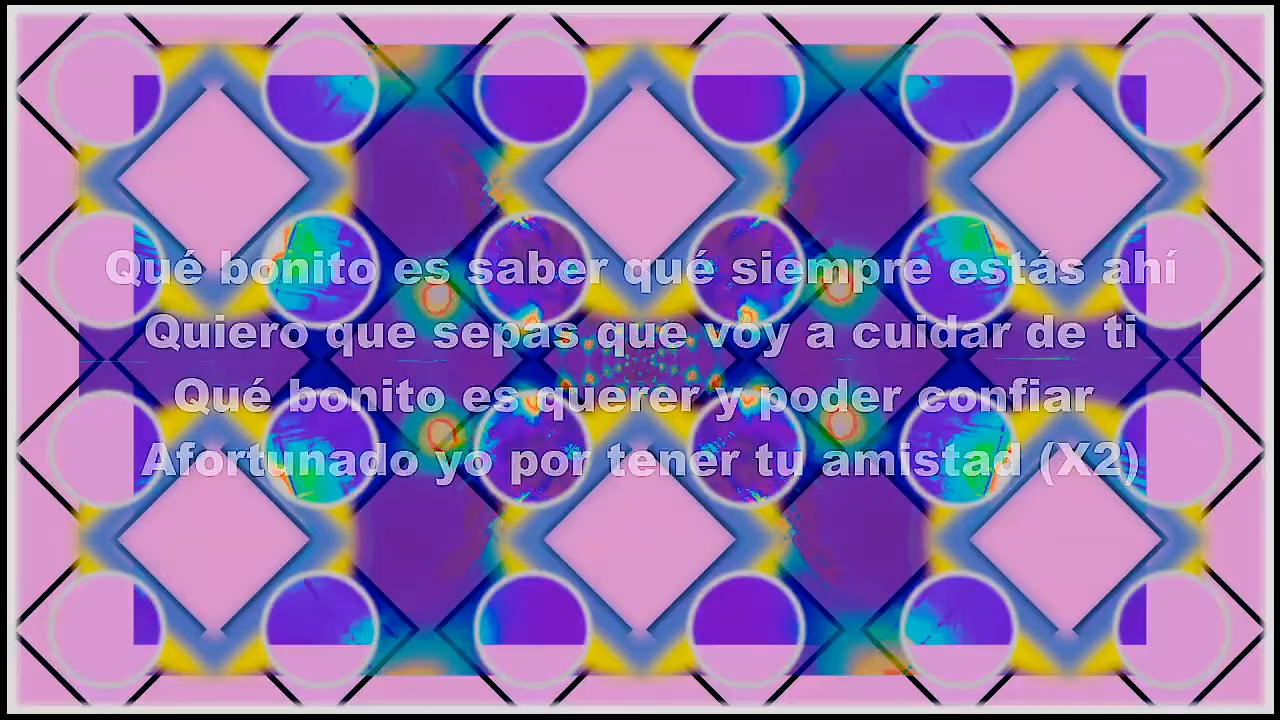 Qué bonito es saber qué siempre estás ahí
Quiero que sepas que voy a cuidar de ti
Qué bonito es querer y poder confiar
Afortunado yo por tener tu amistad (X2)